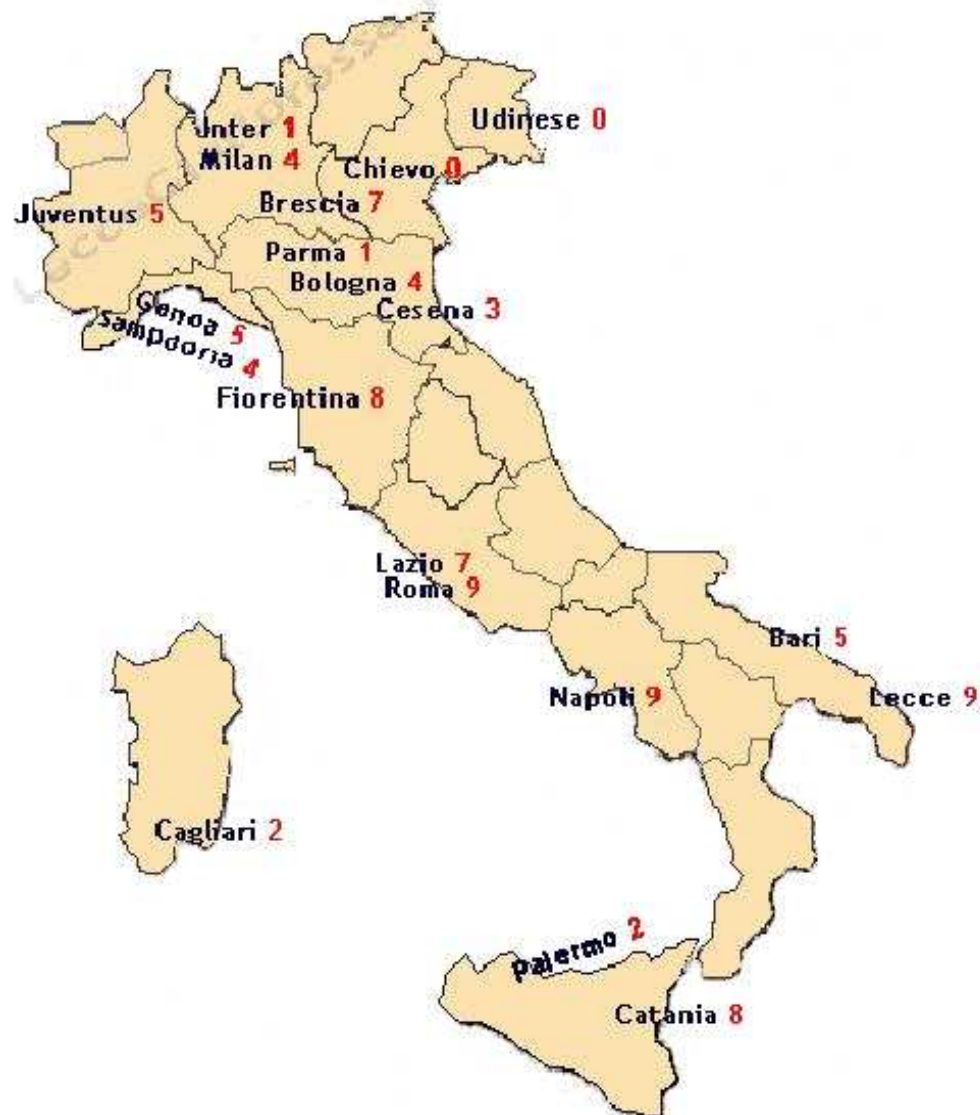 Udinese 0
Inter 1
Milan 4
Chievo 0
Brescia 7
Juventus 5
Parma 1
Bologna 4
Cesena 3
Genoa 5
Sampdoria 4
Fiorentina 8
Lazio 7
Roma 9
Bari 5
Napoli 9
Lecce 9
Cagliari 2
Palermo 2
Catania 8